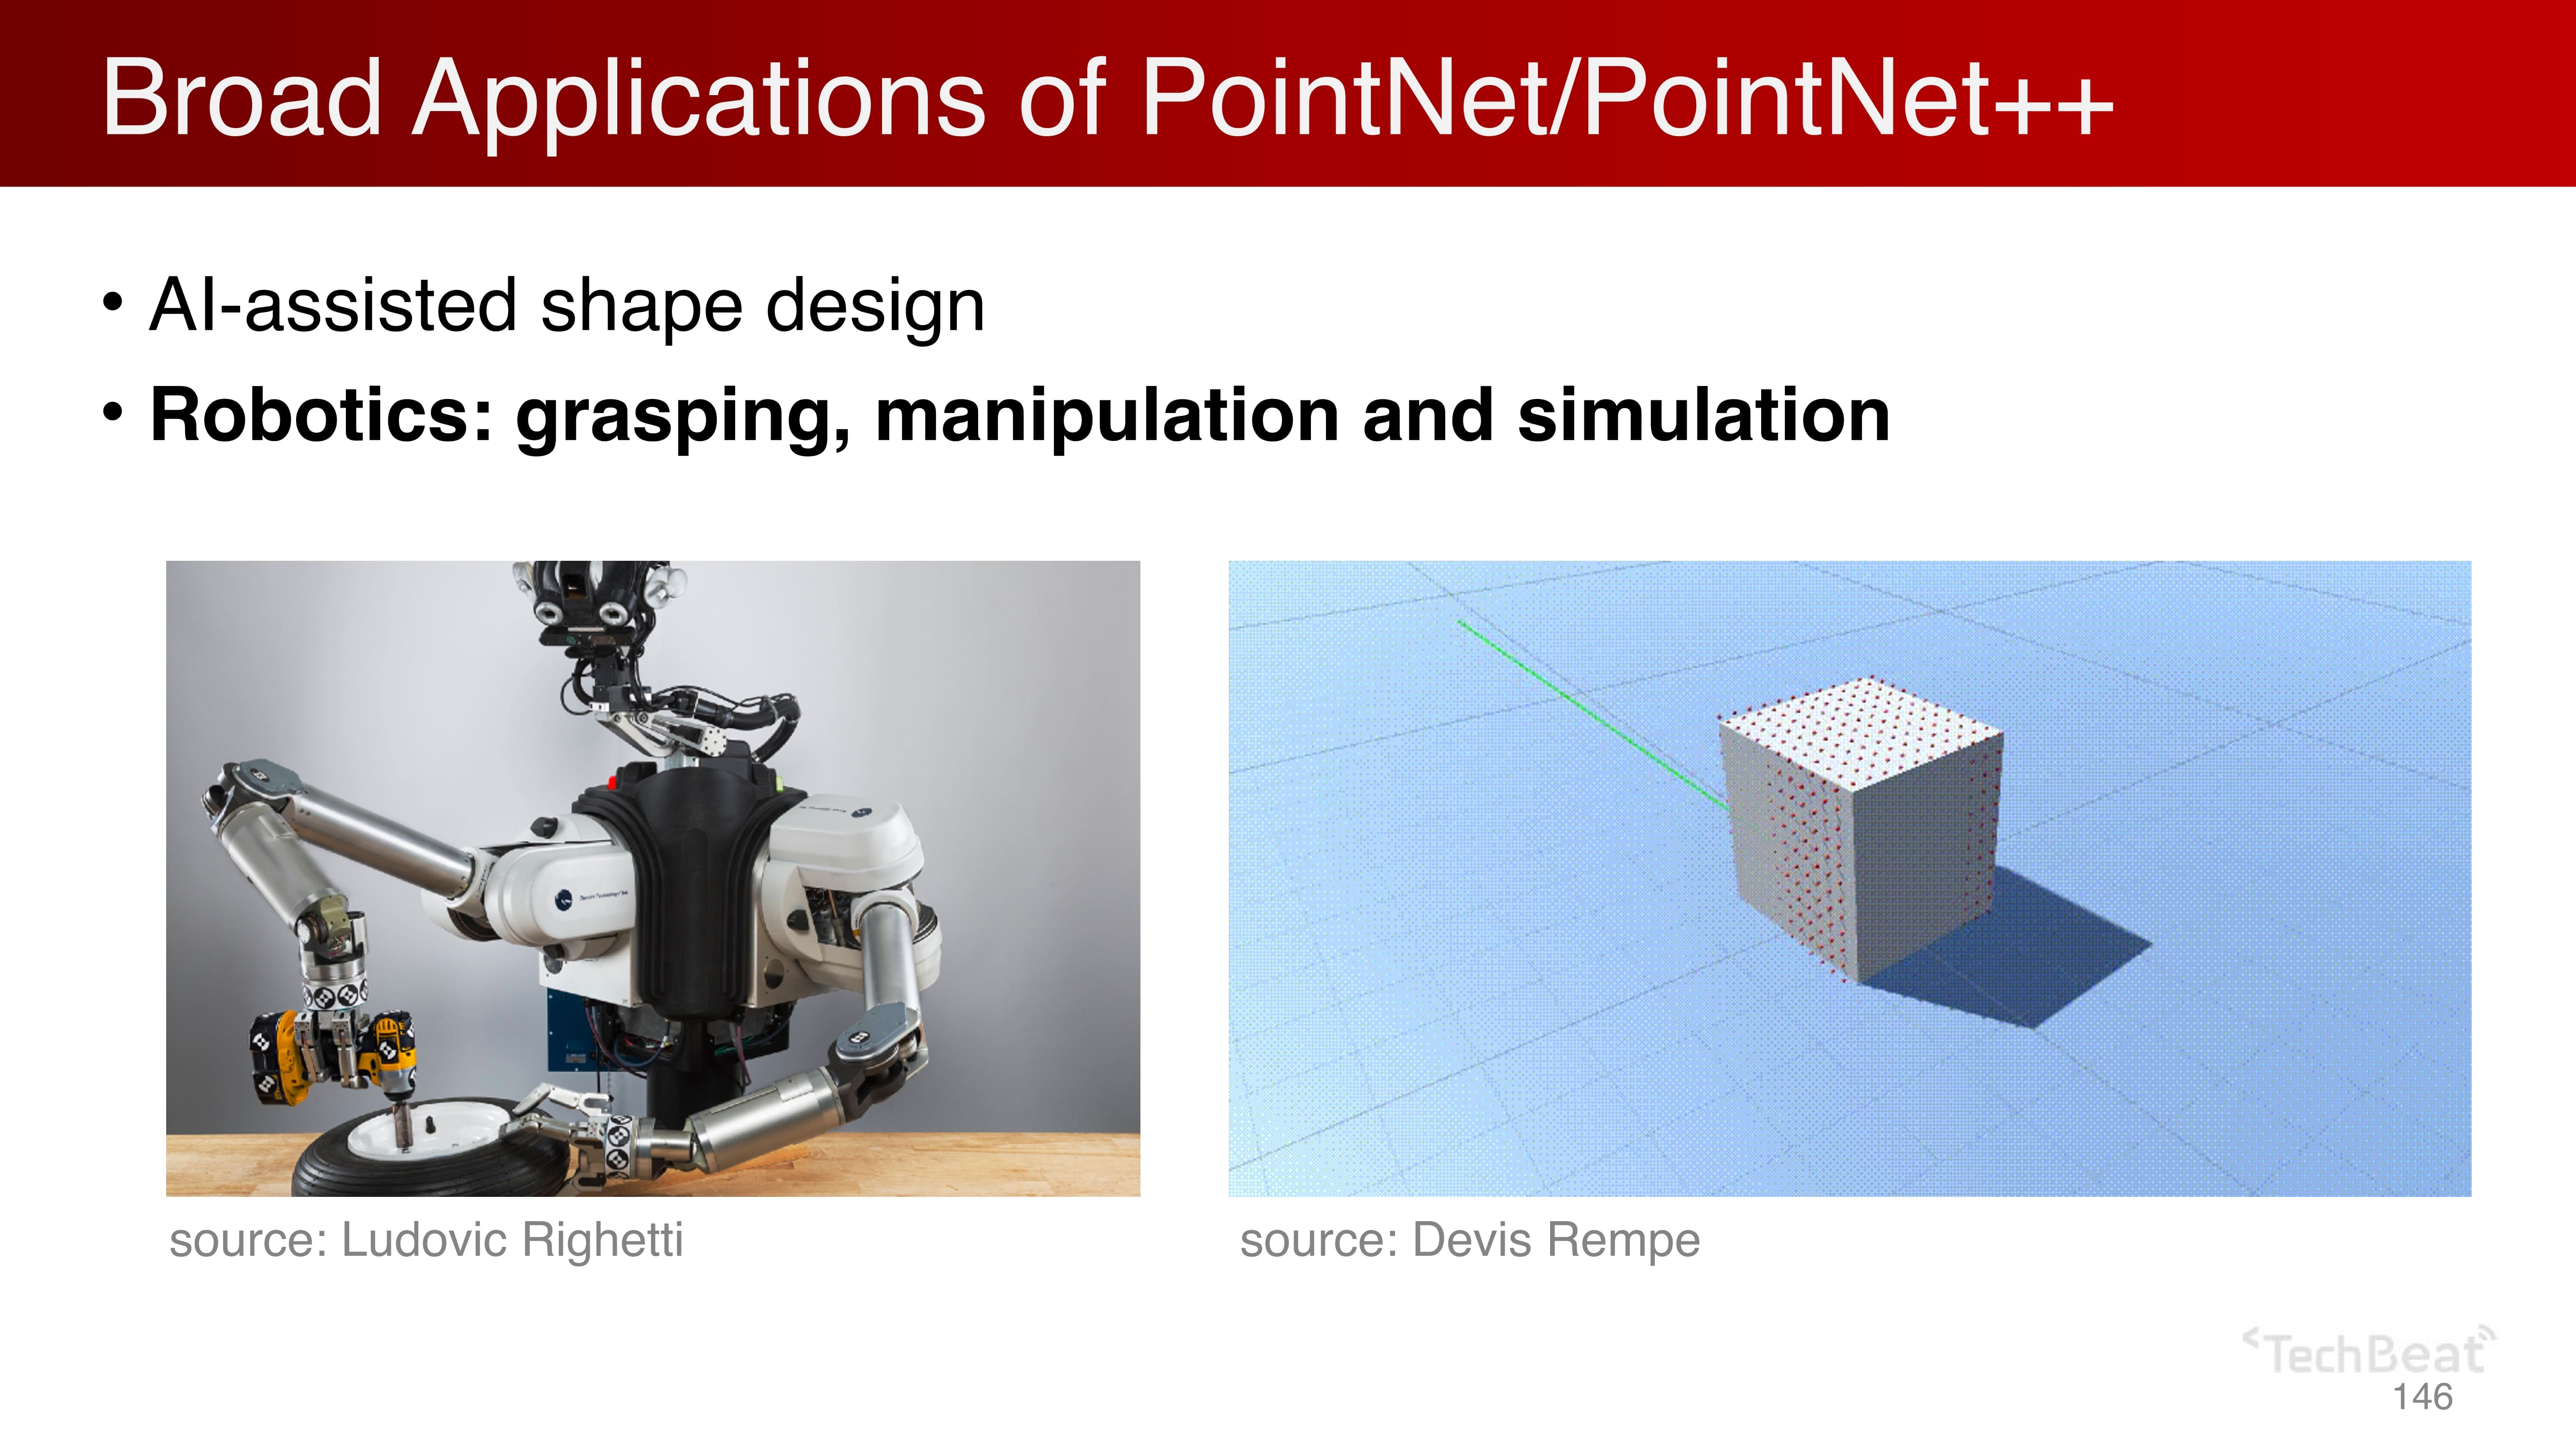 Broad Applications of PointNet/PointNet++
• AI-assisted shape design
• Robotics: grasping, manipulation and simulation
source: Ludovic Righetti
source: Devis Rempe
TechBeat
146